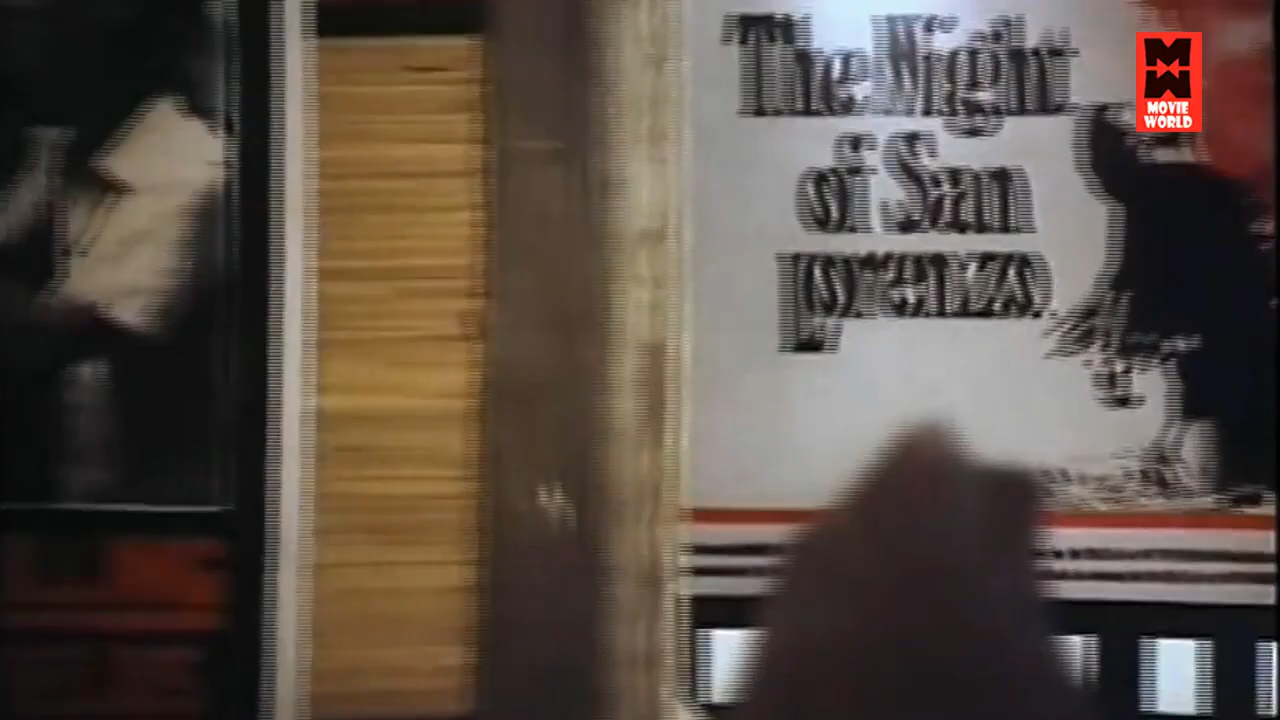 The Night
of San
Lorenzo
MOVIE
WORLD